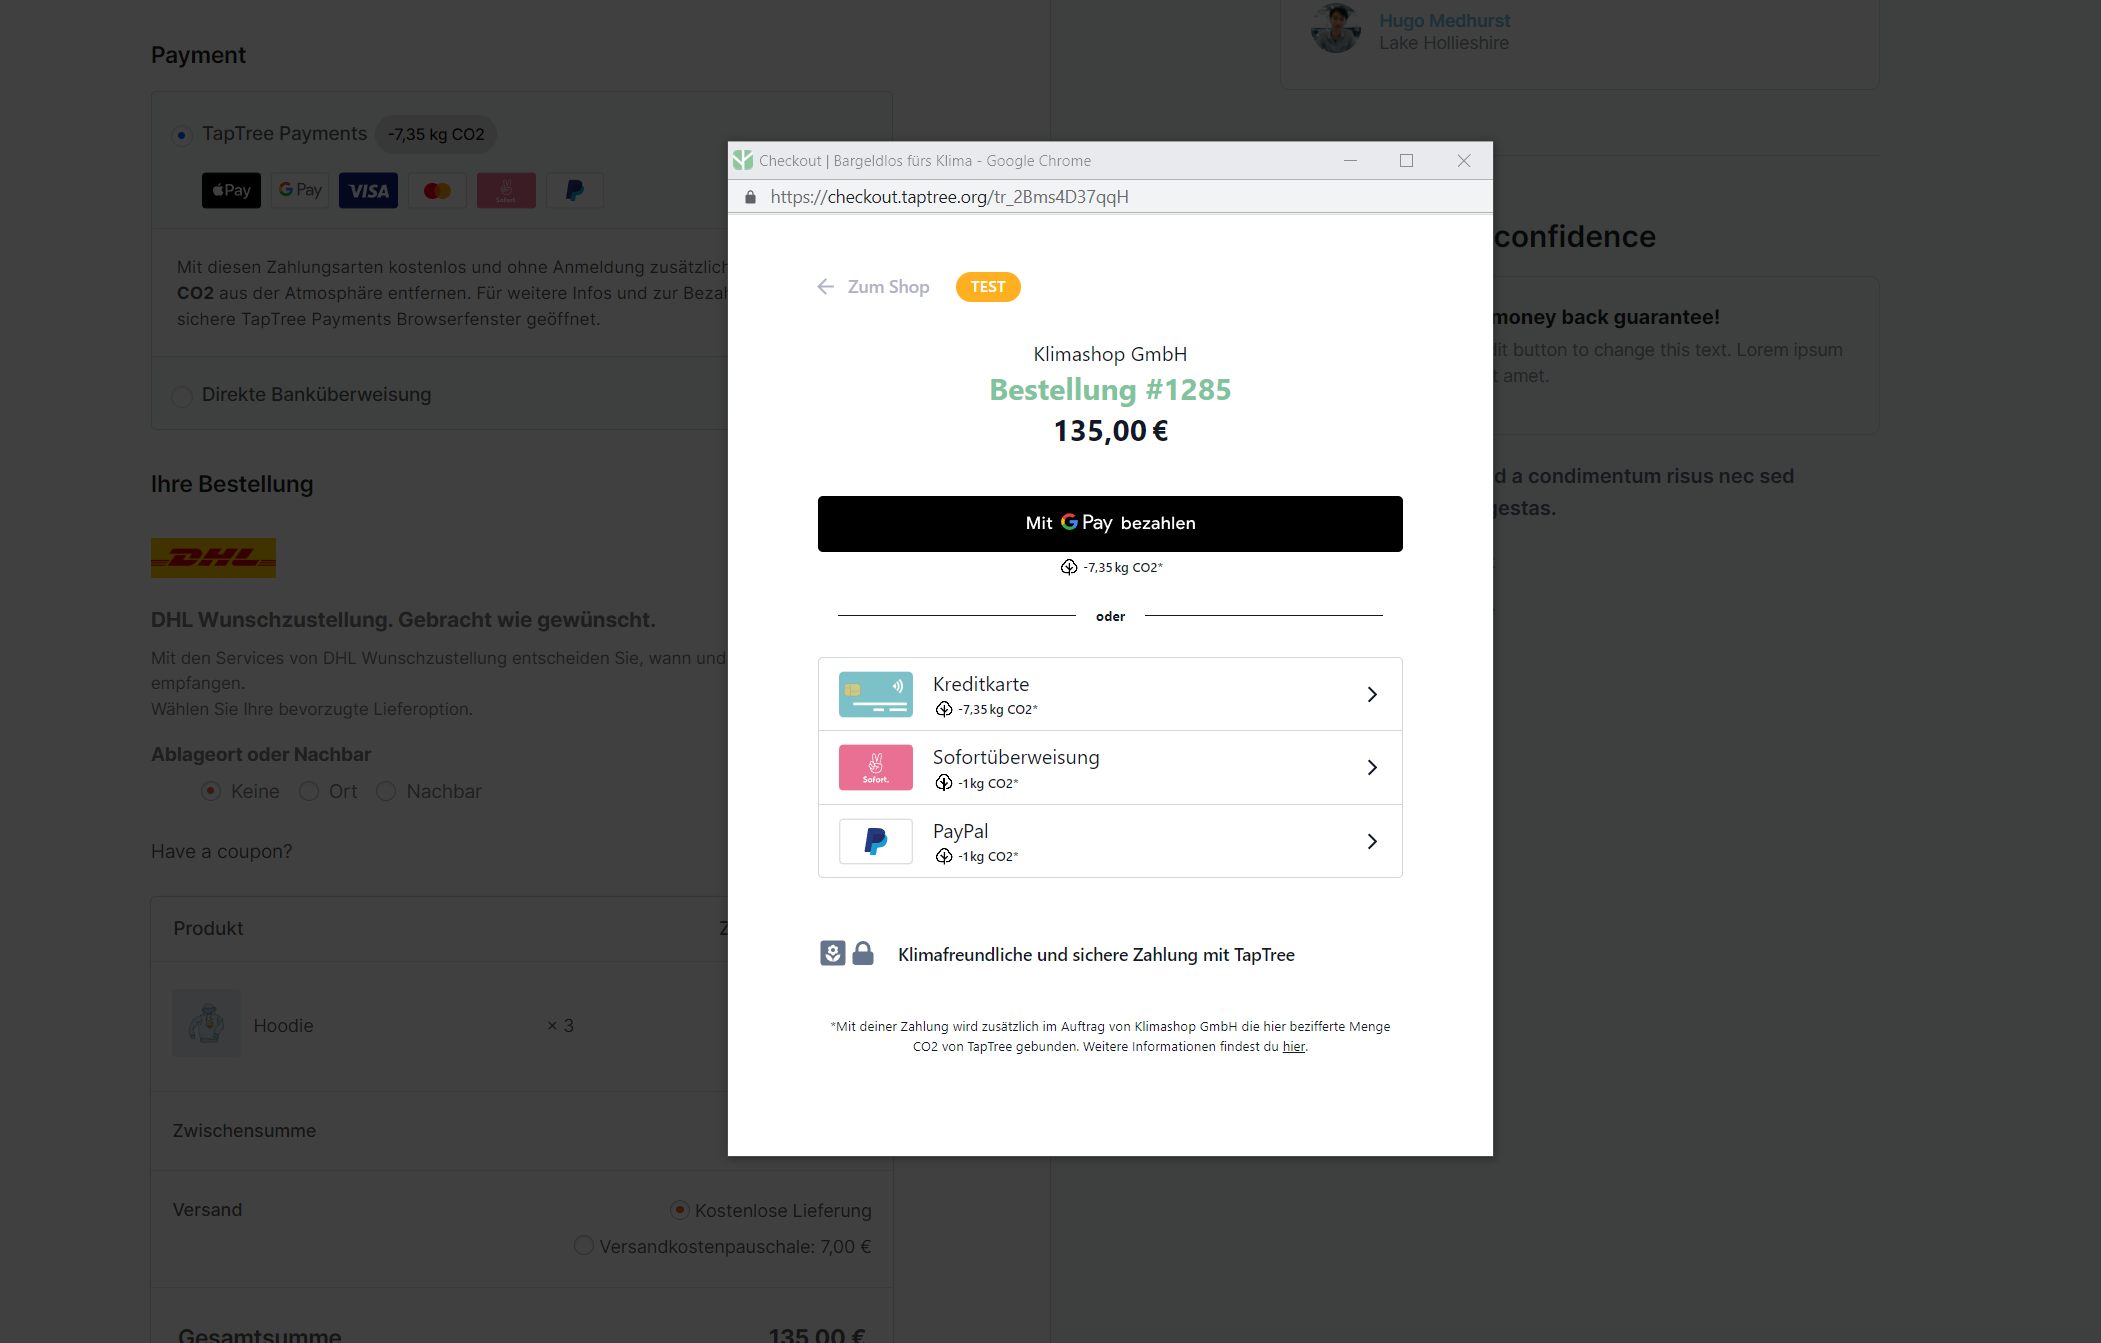 Payment
TapTree Payments -7,35 kg CO2
Pay G Pay VISA Sofort.
Mit diesen Zahlungsarten kostenlos und ohne Anmeldung zusätzlich
CO2 aus der Atmosphäre entfernen. Für weitere Infos und zur
sichere TapTree Payments Browserfenster geöffnet.
Direkte Banküberweisung
Ihre Bestellung
DHL
DHL Wunschzustellung. Gebracht wie gewünscht.
Mit den Services von DHL Wunschzustellung entscheiden Sie, wann und
empfangen.
Wählen Sie Ihre bevorzugte Lieferoption.
Ablageort oder Nachbar
Keine Ort Nachbar
Have a coupon?
Produkt
Hoodie × 3
Zwischensumme
Versand Kostenlose Lieferung
Versandkostenpauschale: 7,00 €
Gesamtsumme 135,00 €
Checkout | Bargeldlos fürs Klima - Google Chrome
https://checkout.taptree.org/tr_2Bms4D37qqH
Zum Shop TEST
Klimashop GmbH
Bestellung #1285
135,00 €
Mit G Pay bezahlen
-7,35 kg CO2*
oder
Kreditkarte
-7,35 kg CO2*
Sofort.
Sofortüberweisung
-1 kg CO2*
PayPal
-1 kg CO2*
Klimafreundliche und sichere Zahlung mit TapTree
*Mit deiner Zahlung wird zusätzlich im Auftrag von Klimashop GmbH die hier bezifferte Menge
CO2 von TapTree gebunden. Weitere Informationen findest du hier.
Hugo Medhurst
Lake Hollieshire
confidence
money back guarantee!
button to change this text. Lorem ipsum
amet.
a condimentum risus nec sed